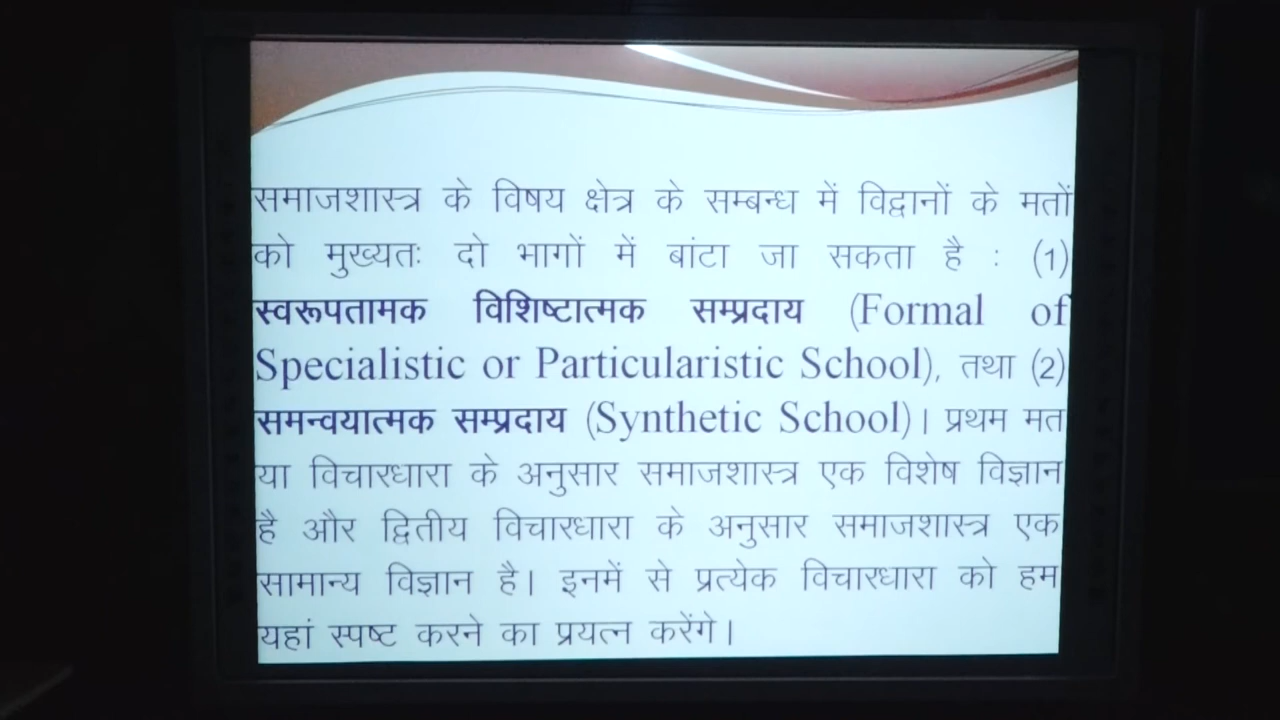 समाजशास्त्र के विषय क्षेत्र के सम्बन्ध में विद्वानों के मतों
को मुख्यतः दो भागों में बांटा जा सकता है : (1)
स्वरूपतामक विशिष्टात्मक सम्प्रदाय (Formal of
Specialistic or Particularistic School), तथा (2)
समन्वयात्मक सम्प्रदाय (Synthetic School)। प्रथम मत
या विचारधारा के अनुसार समाजशास्त्र एक विशेष विज्ञान
है और द्वितीय विचारधारा के अनुसार समाजशास्त्र एक
सामान्य विज्ञान है। इनमें से प्रत्येक विचारधारा को हम
यहां स्पष्ट करने का प्रयत्न करेंगे।